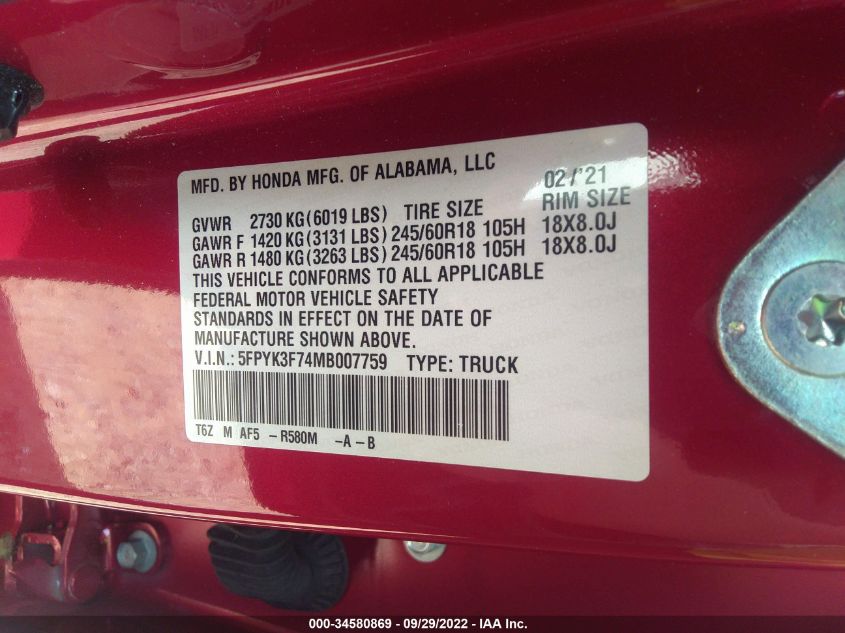 MFD. BY HONDA MFG. OF ALABAMA, LLC 02/'21
GVWR 2730 KG(6019 LBS) TIRE SIZE RIM SIZE
GAWR F 1420 KG(3131 LBS) 245/60R18 105H 18X8.0J
GAWR R 1480 KG(3263 LBS) 245/60R18 105H 18X8.0J
THIS VEHICLE CONFORMS TO ALL APPLICABLE
FEDERAL MOTOR VEHICLE SAFETY
STANDARDS IN EFFECT ON THE DATE OF
MANUFACTURE SHOWN ABOVE.
V.I.N.: 5FPYK3F74MB007759 TYPE: TRUCK
T6Z M AF5 -R580M -A-B
000-34580869 - 09/29/2022 - IAA Inc.